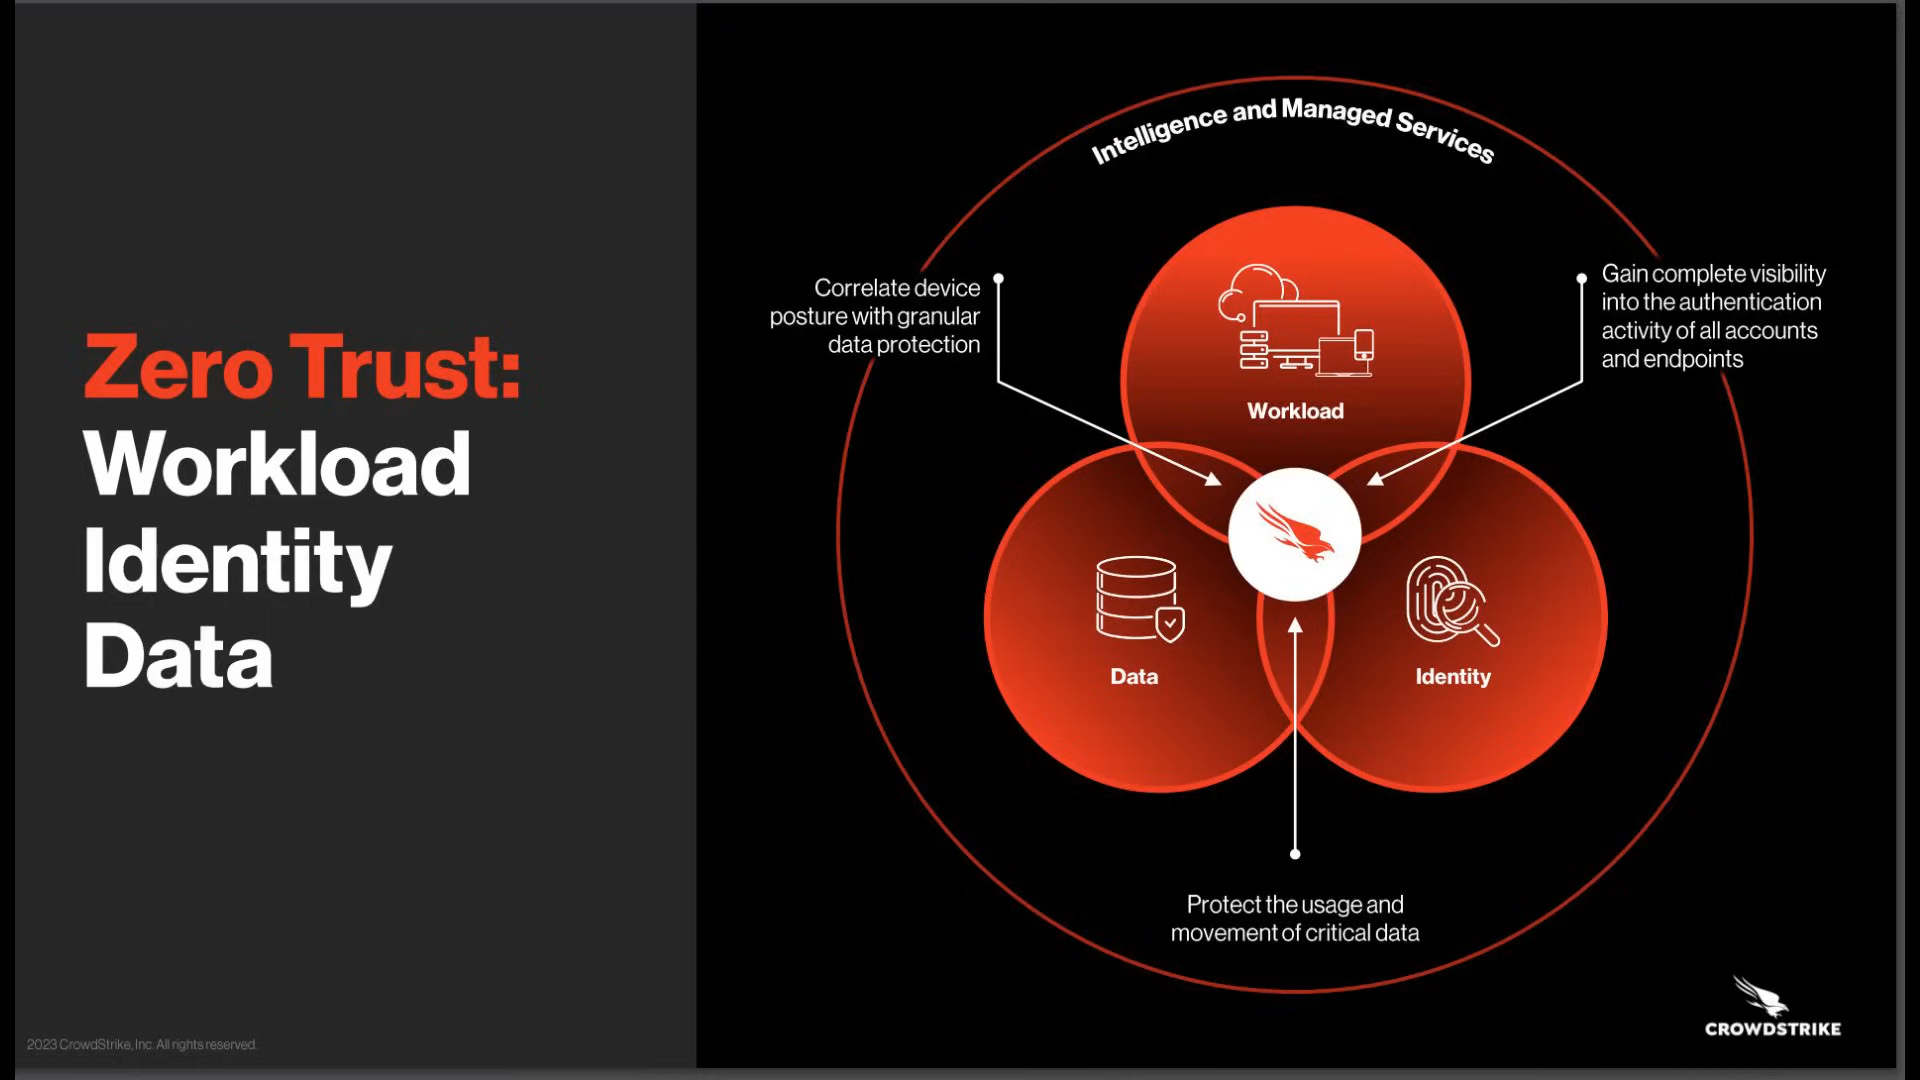 Zero Trust:
Workload
Identity
Data
Intelligence and Managed Services
Correlate device
posture with granular
data protection
Gain complete visibility
into the authentication
activity of all accounts
and endpoints
Workload
Data
Identity
Protect the usage and
movement of critical data
2023 CrowdStrike, Inc. All rights reserved.
CROWDSTRIKE